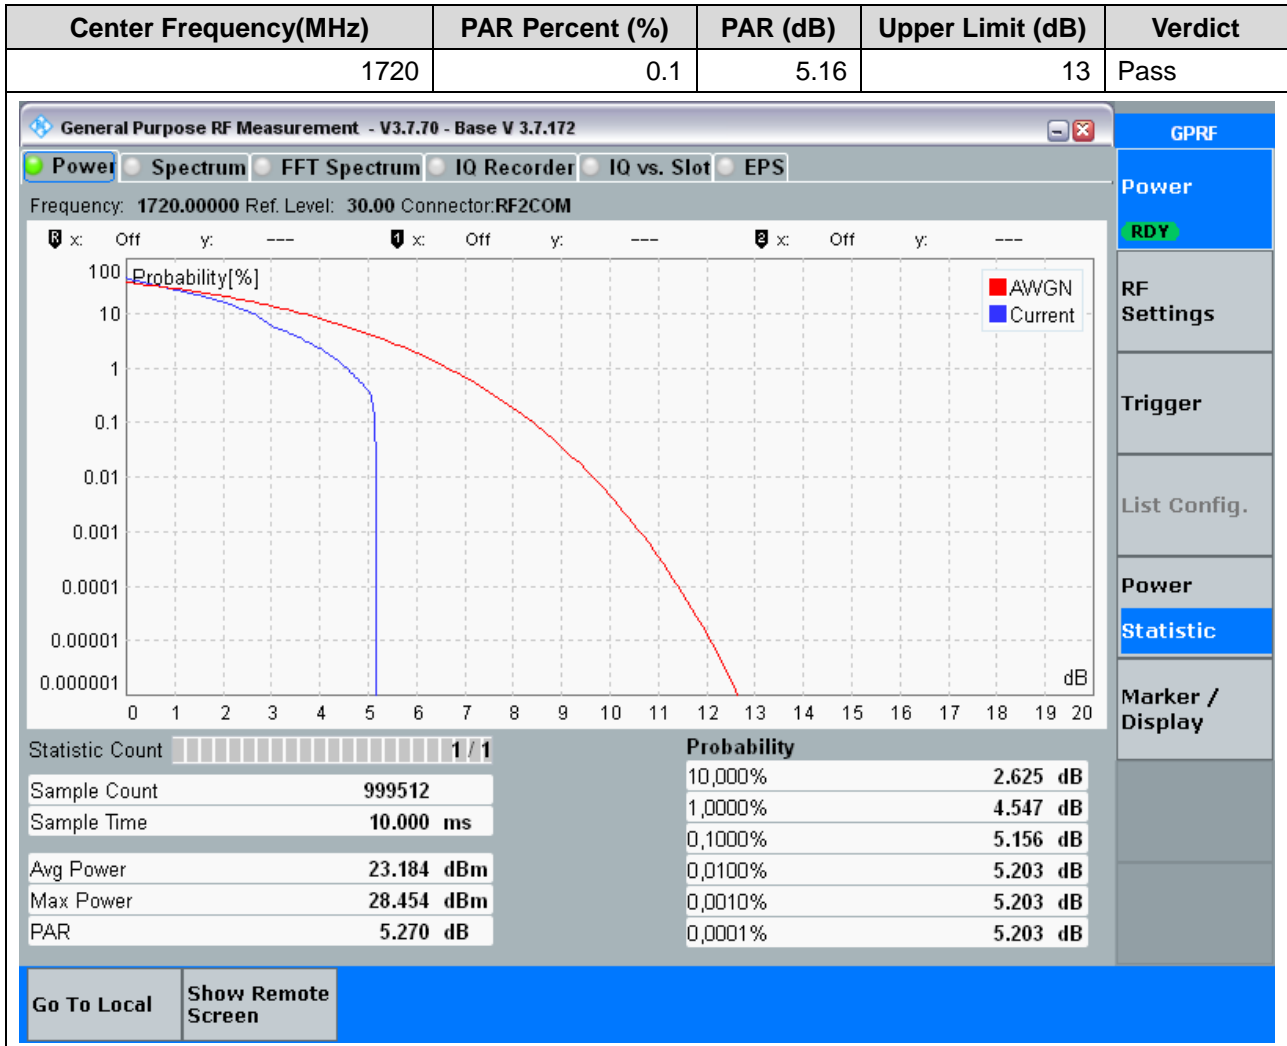 Center Frequency(MHz) PAR Percent (%) PAR (dB) Upper Limit (dB) Verdict
1720 0.1 5.16 13 Pass
General Purpose RF Measurement - V3.7.70 - Base V 3.7.172
GPRF
Power Spectrum FFT Spectrum IQ Recorder IQ vs. Slot EPS
Frequency: 1720.00000 Ref. Level: 30.00 Connector:RF2COM
R x: Off y: --- 1 x: Off y: --- 2 x: Off y: ---
Probability[%]
AWGN
Current
100
10
1
0.1
0.01
0.001
0.0001
0.00001
0.000001
dB
0 1 2 3 4 5 6 7 8 9 10 11 12 13 14 15 16 17 18 19 20
Statistic Count 1 / 1
Sample Count 999512
Sample Time 10.000 ms
Avg Power 23.184 dBm
Max Power 28.454 dBm
PAR 5.270 dB
Probability
10,000% 2.625 dB
1,0000% 4.547 dB
0,1000% 5.156 dB
0,0100% 5.203 dB
0,0010% 5.203 dB
0,0001% 5.203 dB
Power
RDY
RF
Settings
Trigger
List Config.
Power
Statistic
Marker /
Display
Go To Local
Show Remote
Screen